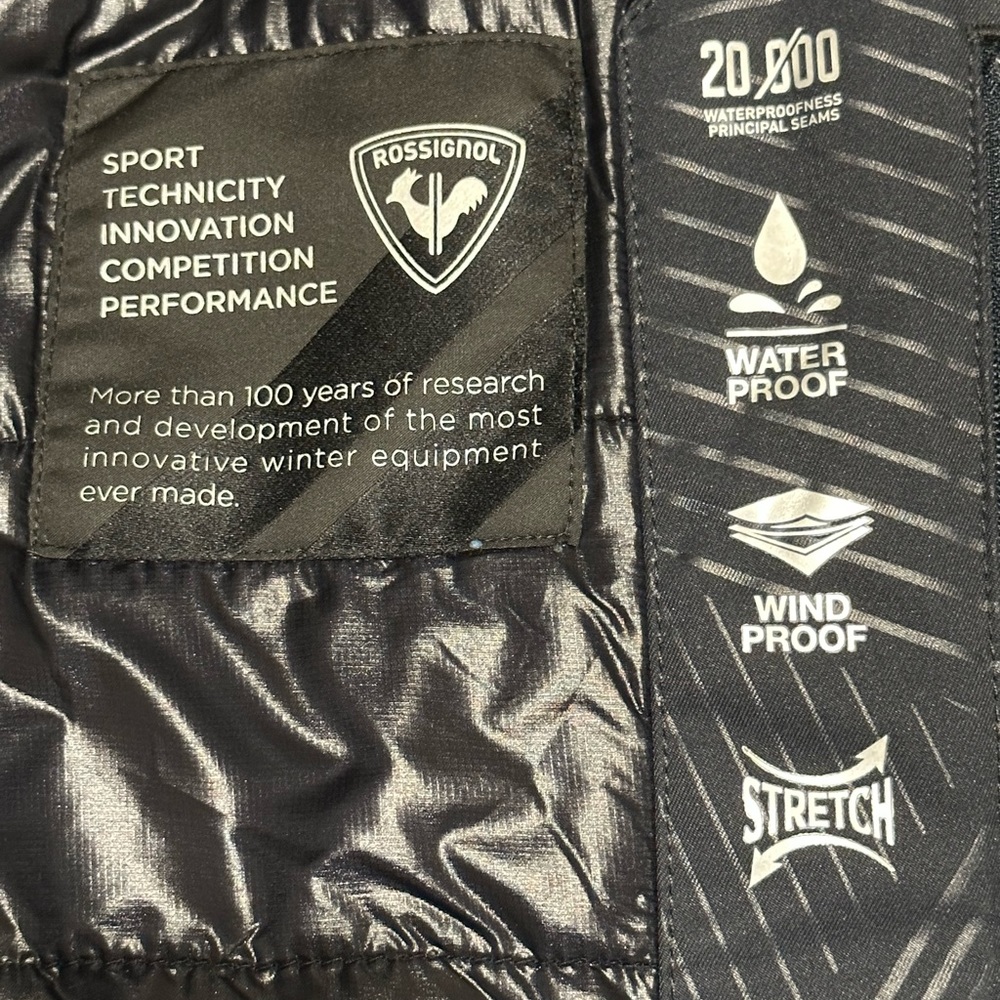 SPORT
TECHNICITY
INNOVATION
COMPETITION
PERFORMANCE
ROSSIGNOL
More than 100 years of research
and development of the most
innovative winter equipment
ever made.
20 000
WATERPROOFNESS
PRINCIPAL SEAMS
WATER
PROOF
WIND
PROOF
STRETCH